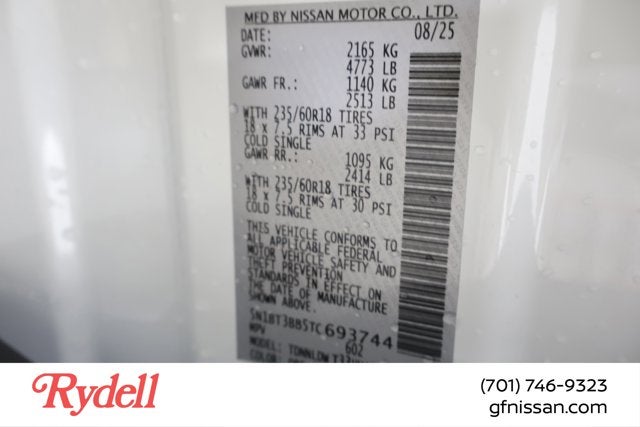 MFD BY NISSAN MOTOR CO., LTD.
DATE: 08/25
GVWR: 2165 KG
4773 LB
GAWR FR.: 1140 KG
2513 LB
WITH 235/60R18 TIRES
18 x 7.5 RIMS AT 33 PSI
COLD SINGLE
GAWR RR.: 1095 KG
2414 LB
WITH 235/60R18 TIRES
18 x 7.5 RIMS AT 30 PSI
COLD SINGLE
THIS VEHICLE CONFORMS TO
ALL APPLICABLE FEDERAL
MOTOR VEHICLE SAFETY AND
THEFT PREVENTION
STANDARDS IN EFFECT ON
THE DATE OF MANUFACTURE
SHOWN ABOVE.
MPV 602
MODEL:
COLOR:
Rydell
(701) 746-9323
gfnissan.com